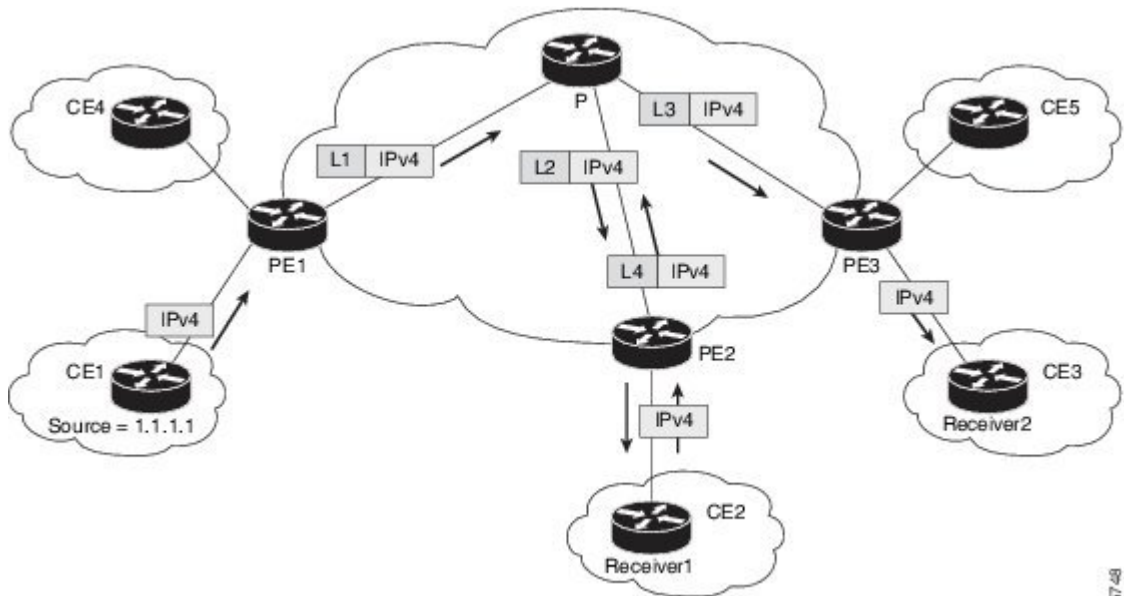 P
CE4
L3 IPv4
CE5
L1 IPv4
L2 IPv4
PE1
L4 IPv4
PE3
IPv4
IPv4
PE2
CE1
CE3
Source = 1.1.1.1
IPv4
Receiver2
CE2
Receiver1